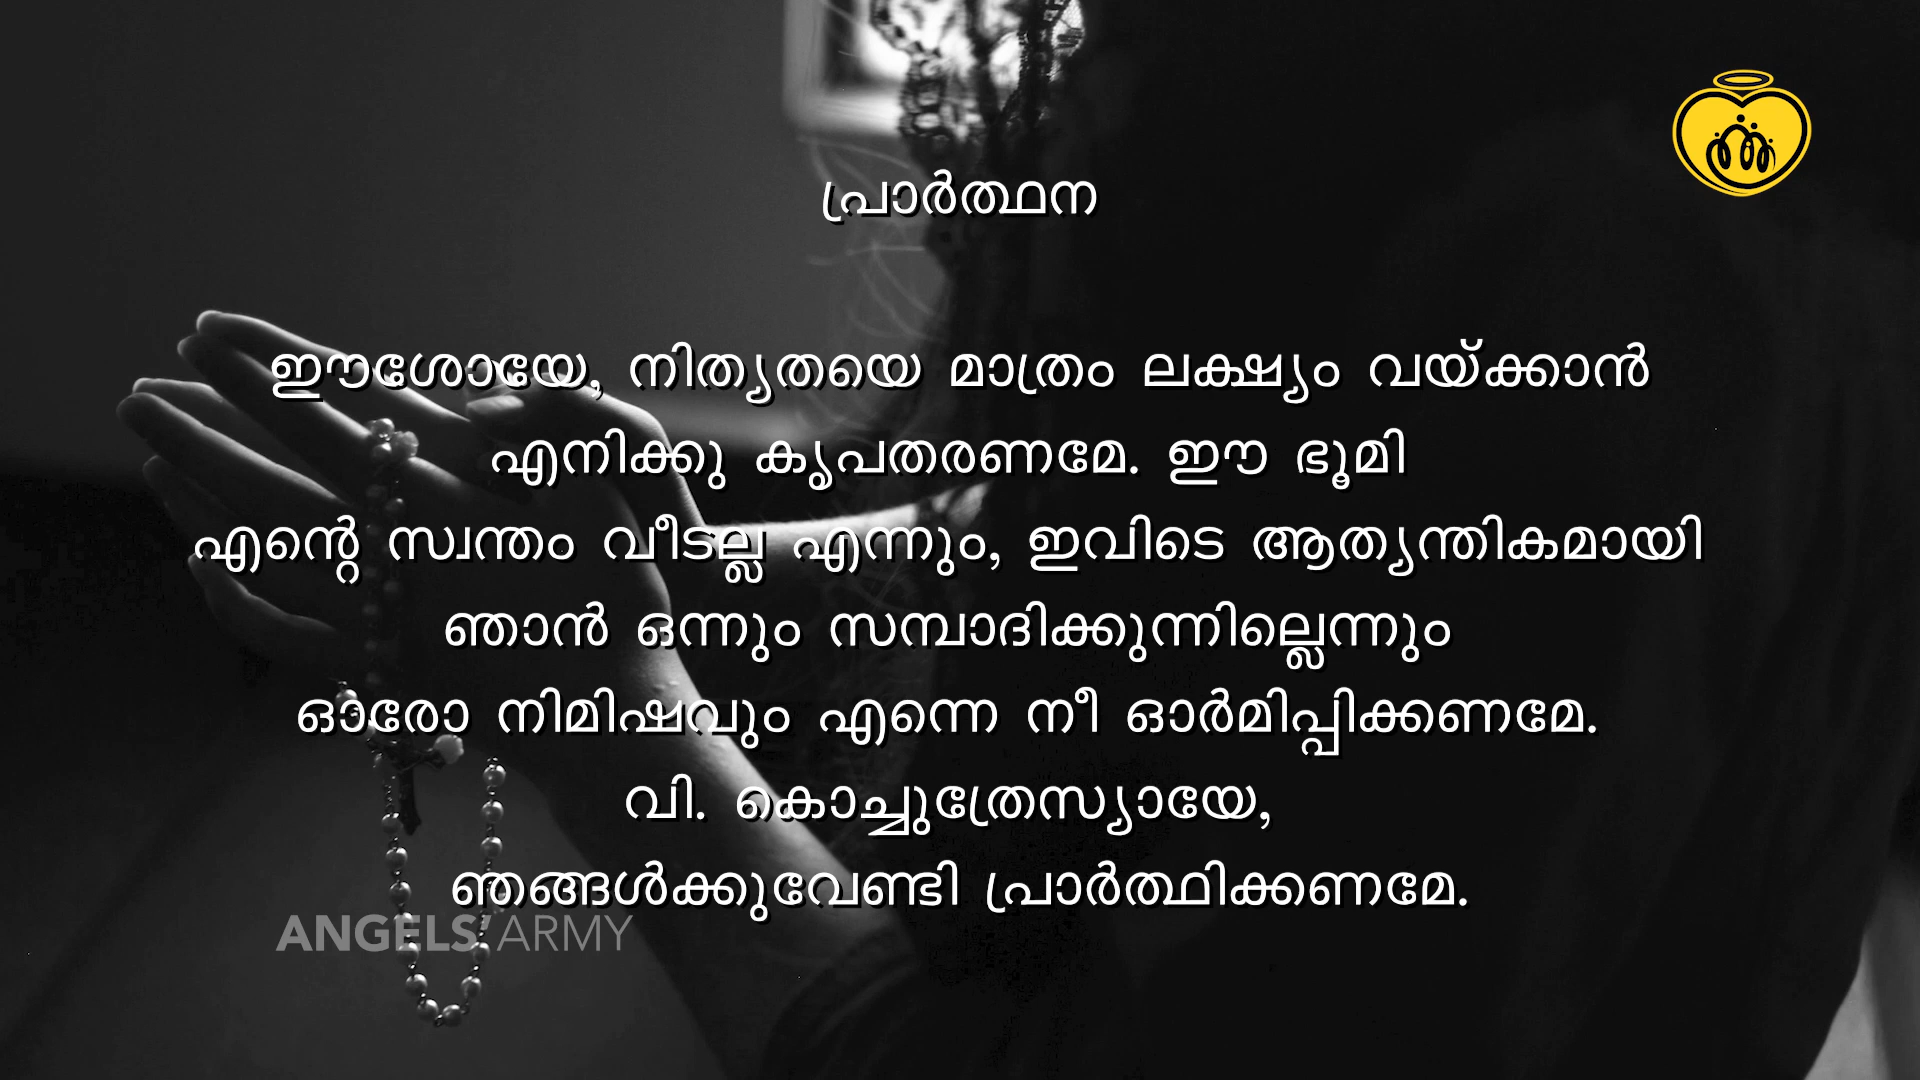 പ്രാർത്ഥന
ഈശോയേ, നിത്യതയെ മാത്രം ലക്ഷ്യം വയ്ക്കാൻ
എനിക്കു കൃപതരണമേ. ഈ ഭൂമി
എന്റെ സ്വന്തം വീടല്ല എന്നും, ഇവിടെ ആത്യന്തികമായി
ഞാൻ ഒന്നും സമ്പാദിക്കുന്നില്ലെന്നും
ഓരോ നിമിഷവും എന്നെ നീ ഓർമിപ്പിക്കണമേ.
വി. കൊച്ചുത്രേസ്യായേ,
ഞങ്ങൾക്കുവേണ്ടി പ്രാർത്ഥിക്കണമേ.
ANGELS' ARMY